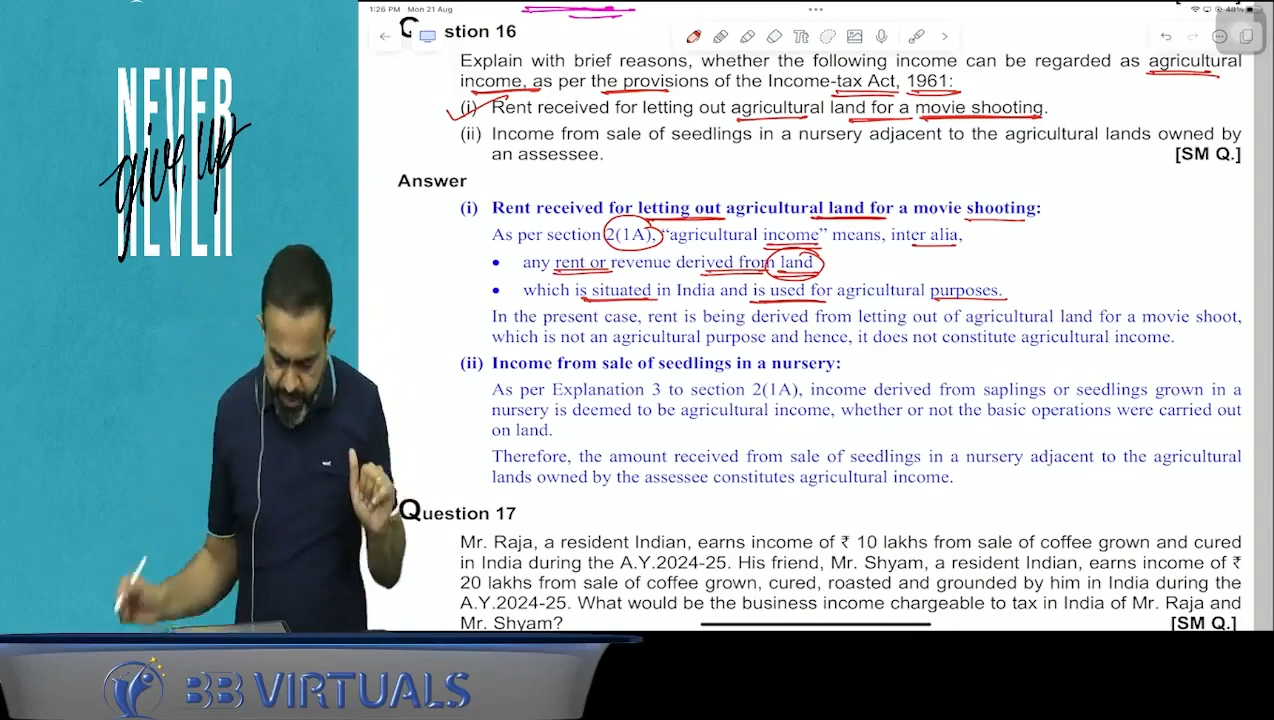 1:26 PM Mon 21 Aug
48%
NEVER
give up
NEVER
stion 16
Explain with brief reasons, whether the following income can be regarded as agricultural
income, as per the provisions of the Income-tax Act, 1961:
(i) Rent received for letting out agricultural land for a movie shooting.
(ii) Income from sale of seedlings in a nursery adjacent to the agricultural lands owned by
an assessee. [SM Q.]
Answer
(i) Rent received for letting out agricultural land for a movie shooting:
As per section 2(1A), “agricultural income” means, inter alia,
• any rent or revenue derived from land
• which is situated in India and is used for agricultural purposes.
In the present case, rent is being derived from letting out of agricultural land for a movie shoot,
which is not an agricultural purpose and hence, it does not constitute agricultural income.
(ii) Income from sale of seedlings in a nursery:
As per Explanation 3 to section 2(1A), income derived from saplings or seedlings grown in a
nursery is deemed to be agricultural income, whether or not the basic operations were carried out
on land.
Therefore, the amount received from sale of seedlings in a nursery adjacent to the agricultural
lands owned by the assessee constitutes agricultural income.
Question 17
Mr. Raja, a resident Indian, earns income of ₹ 10 lakhs from sale of coffee grown and cured
in India during the A.Y.2024-25. His friend, Mr. Shyam, a resident Indian, earns income of ₹
20 lakhs from sale of coffee grown, cured, roasted and grounded by him in India during the
A.Y.2024-25. What would be the business income chargeable to tax in India of Mr. Raja and
Mr. Shyam? [SM Q.]
BB VIRTUALS